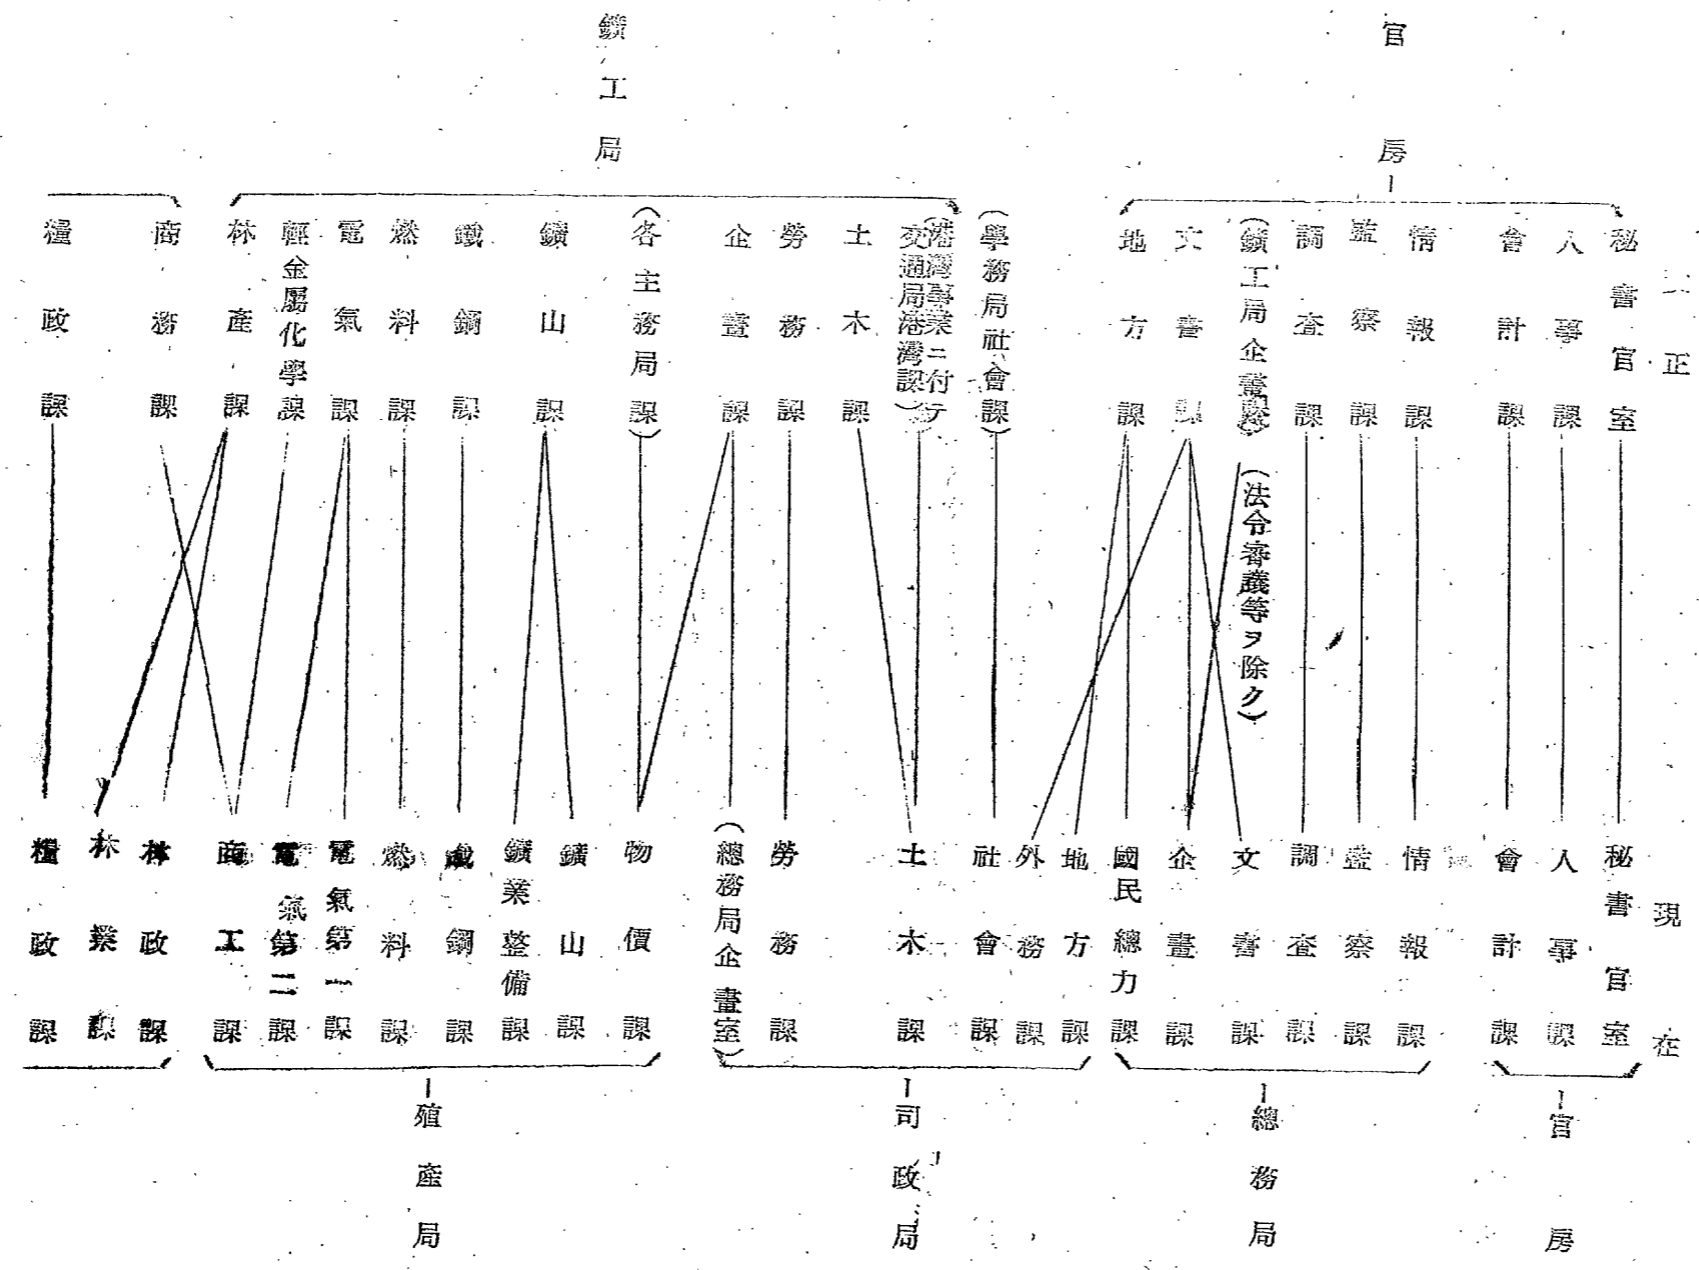 改正
官房
秘書官室
人事課
會計課
情報課
監察課
調査課
(鑛工局企畫課)
(法令審議等ヲ除ク)
文書課
地方課
(學務局社會課)
(港灣事業ニ付テ
交通局港灣課)
土木課
勞務課
企畫課
(各主務局課)
鑛工局
鑛山課
鐵鋼課
燃料課
電氣課
輕金屬化學課
林產課
商務課
糧政課
現在
秘書官室
人事課
會計課
官房
情報課
監察課
調査課
文書課
企畫課
國民總力課
總務局
地方課
外務課
社會課
土木課
勞務課
(總務局企畫室)
司政局
物價課
鑛山課
鑛業整備課
鐵鋼課
燃料課
電氣第一課
電氣第二課
商工課
殖產局
林政課
林業課
糧政課